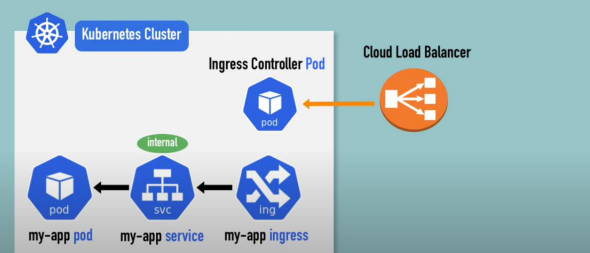 Kubernetes Cluster
Cloud Load Balancer
Ingress Controller Pod
pod
internal
pod
svc
ing
my-app pod
my-app service
my-app ingress